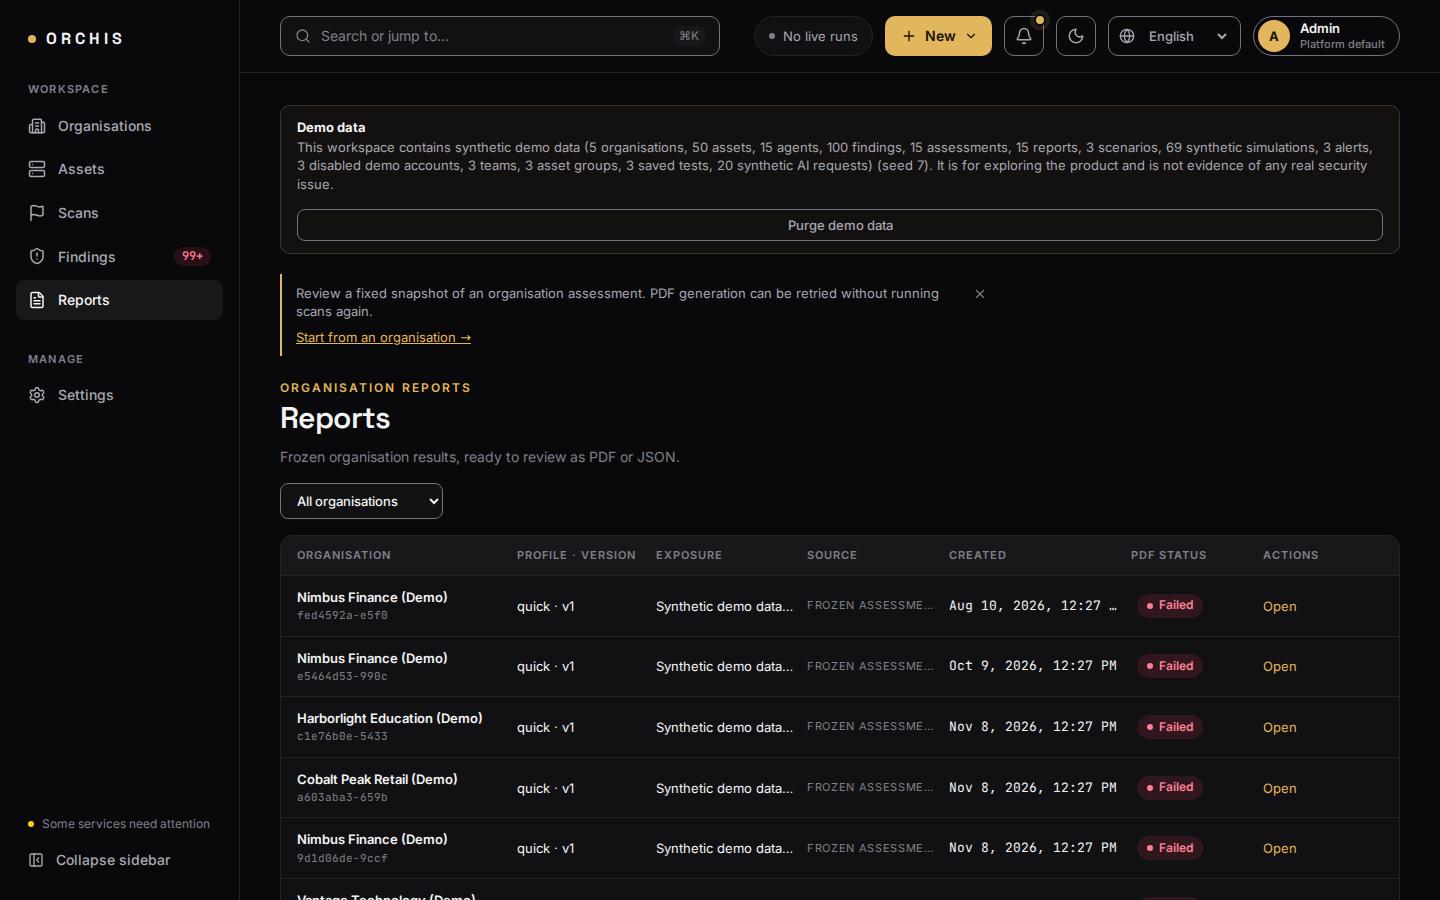 ORCHIS
Search or jump to...
⌘K
No live runs
New
English
A
Admin
Platform default
WORKSPACE
Organisations
Assets
Scans
Findings
99+
Reports
MANAGE
Settings
Some services need attention
Collapse sidebar
Demo data
This workspace contains synthetic demo data (5 organisations, 50 assets, 15 agents, 100 findings, 15 assessments, 15 reports, 3 scenarios, 69 synthetic simulations, 3 alerts,
3 disabled demo accounts, 3 teams, 3 asset groups, 3 saved tests, 20 synthetic AI requests) (seed 7). It is for exploring the product and is not evidence of any real security
issue.
Purge demo data
Review a fixed snapshot of an organisation assessment. PDF generation can be retried without running
scans again.
Start from an organisation →
ORGANISATION REPORTS
Reports
Frozen organisation results, ready to review as PDF or JSON.
All organisations
ORGANISATION PROFILE · VERSION EXPOSURE SOURCE CREATED PDF STATUS ACTIONS
Nimbus Finance (Demo)
fed4592a-e5f0
quick · v1 Synthetic demo data... FROZEN ASSESSME... Aug 10, 2026, 12:27 … Failed Open
Nimbus Finance (Demo)
e5464d53-990c
quick · v1 Synthetic demo data... FROZEN ASSESSME... Oct 9, 2026, 12:27 PM Failed Open
Harborlight Education (Demo)
c1e76b0e-5433
quick · v1 Synthetic demo data... FROZEN ASSESSME... Nov 8, 2026, 12:27 PM Failed Open
Cobalt Peak Retail (Demo)
a603aba3-659b
quick · v1 Synthetic demo data... FROZEN ASSESSME... Nov 8, 2026, 12:27 PM Failed Open
Nimbus Finance (Demo)
9d1d06de-9ccf
quick · v1 Synthetic demo data... FROZEN ASSESSME... Nov 8, 2026, 12:27 PM Failed Open
Vantage Technology (Demo)